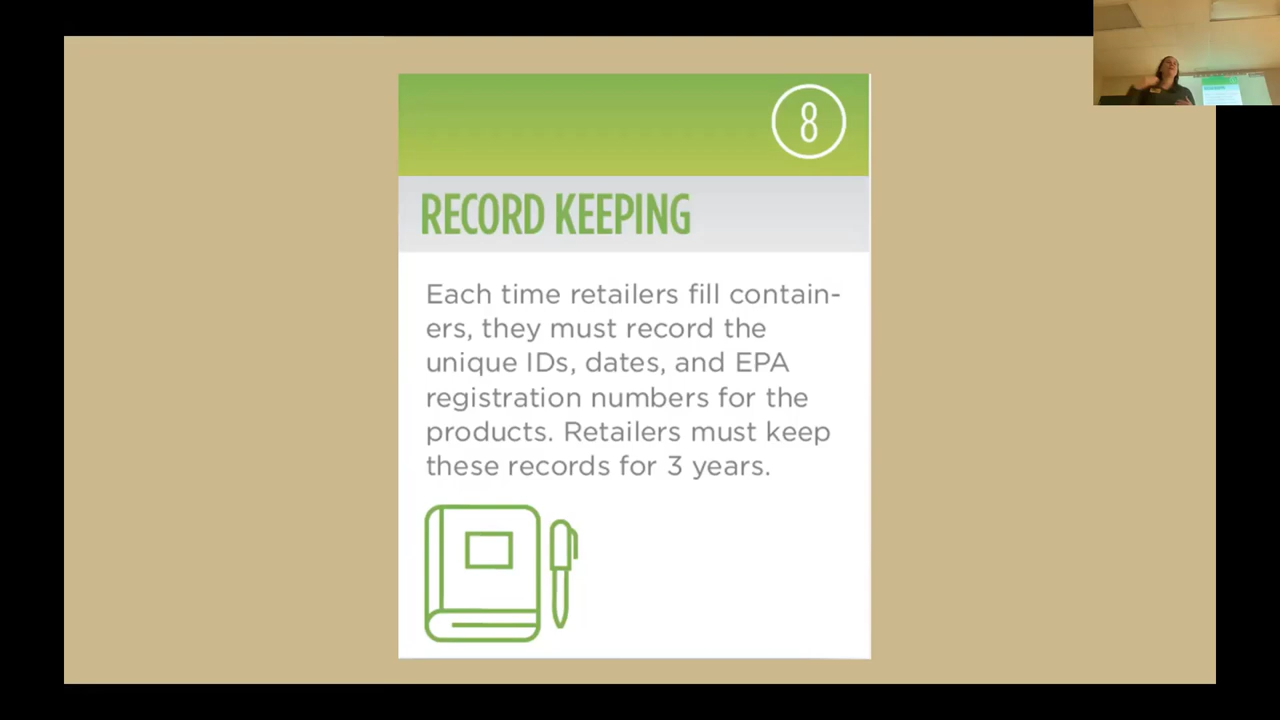 8
RECORD KEEPING
Each time retailers fill contain-
ers, they must record the
unique IDs, dates, and EPA
registration numbers for the
products. Retailers must keep
these records for 3 years.